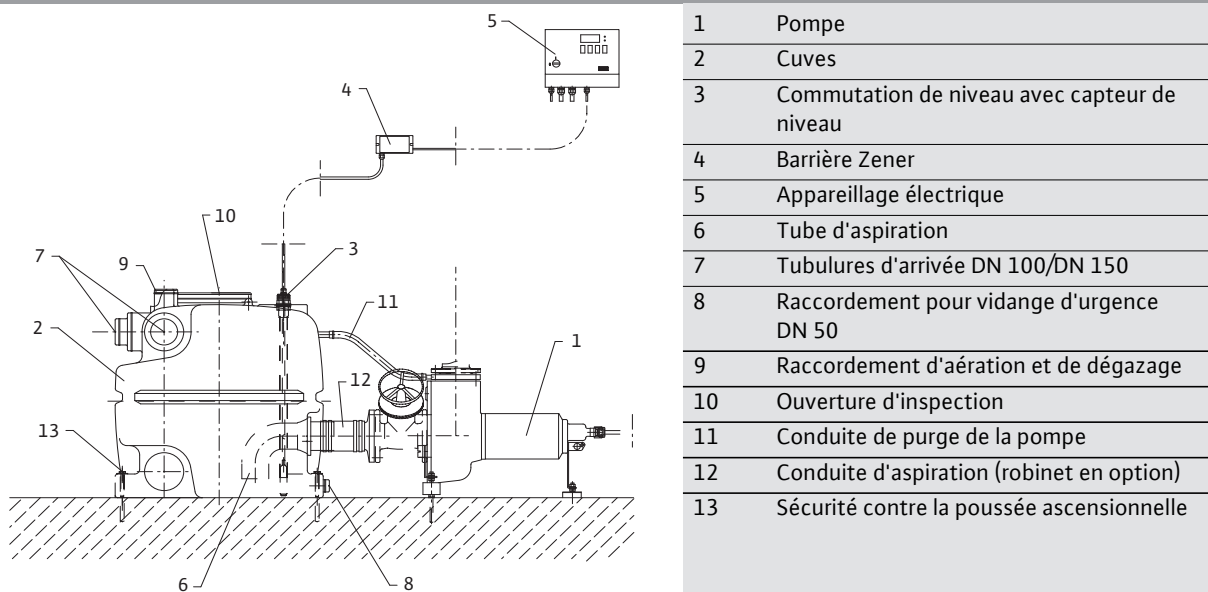 5
4
10
7
9
3
11
2
1
12
13
6
8
1 Pompe
2 Cuves
3 Commutation de niveau avec capteur de
niveau
4 Barrière Zener
5 Appareillage électrique
6 Tube d'aspiration
7 Tubulures d'arrivée DN 100/DN 150
8 Raccordement pour vidange d'urgence
DN 50
9 Raccordement d'aération et de dégazage
10 Ouverture d'inspection
11 Conduite de purge de la pompe
12 Conduite d'aspiration (robinet en option)
13 Sécurité contre la poussée ascensionnelle